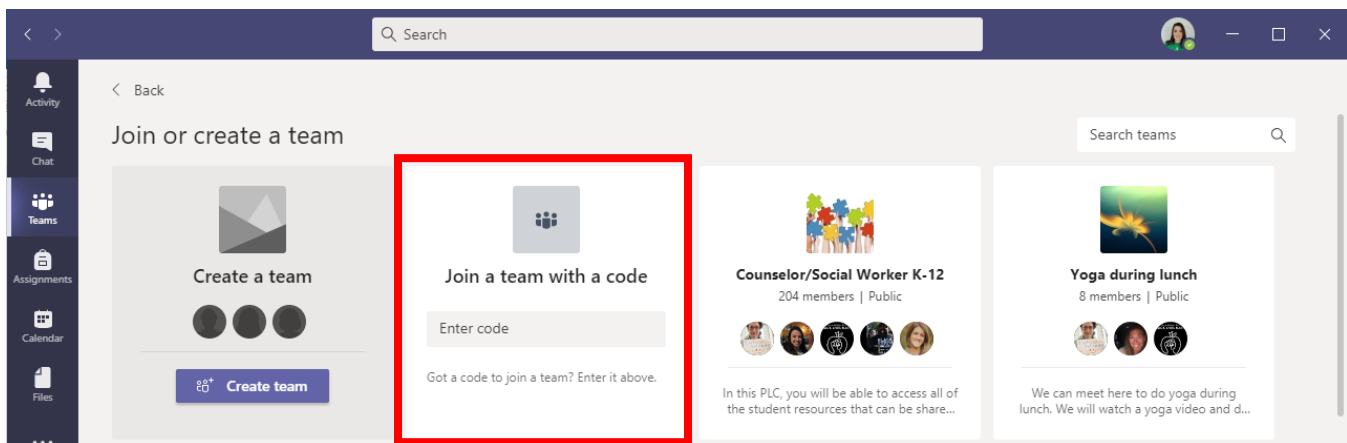 Search
Activity
Chat
Teams
Assignments
Calendar
Files
Back
Join or create a team
Search teams
Create a team
Create team
Join a team with a code
Enter code
Got a code to join a team? Enter it above.
Counselor/Social Worker K-12
204 members | Public
In this PLC, you will be able to access all of
the student resources that can be share...
Yoga during lunch
8 members | Public
We can meet here to do yoga during
lunch. We will watch a yoga video and d...